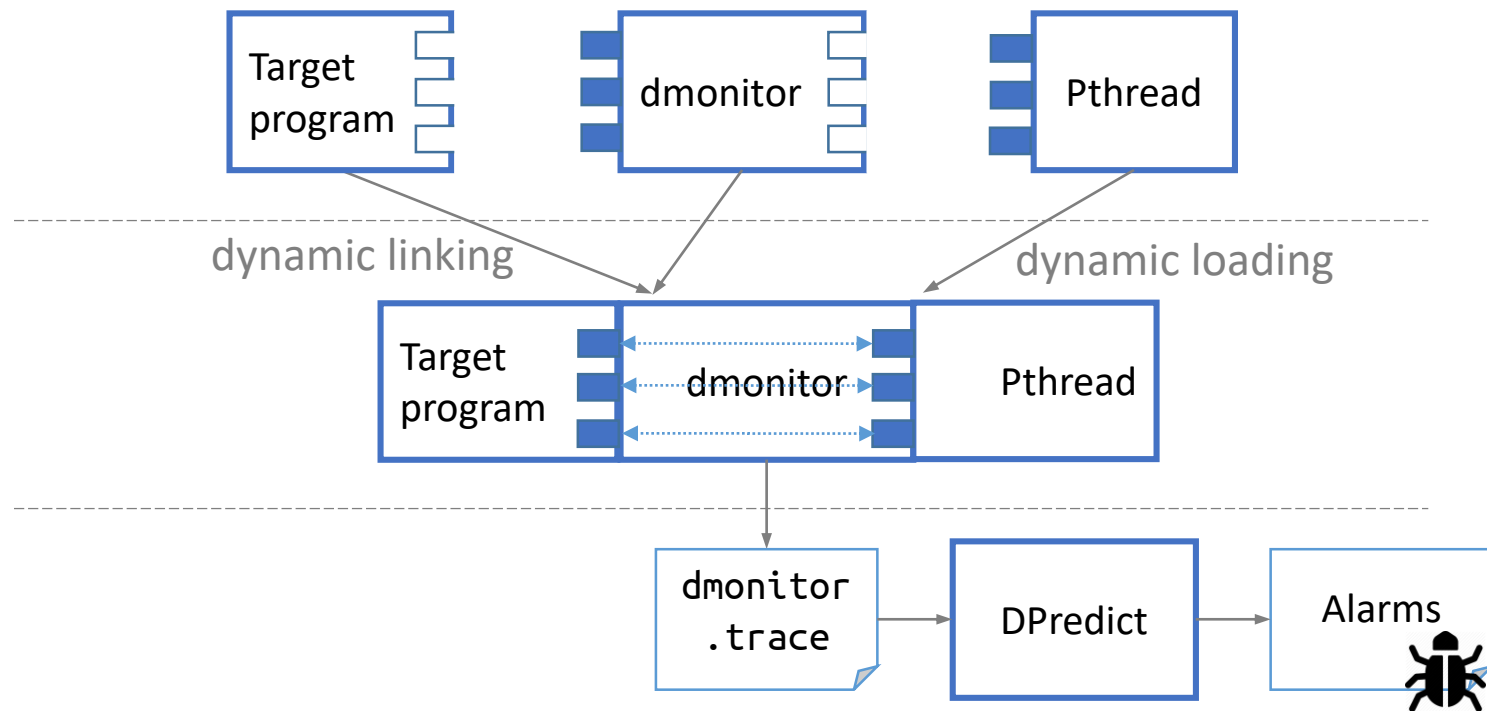 Target
program
dmonitor
Pthread
dynamic linking
dynamic loading
Target
program
dmonitor
Pthread
dmonitor
.trace
DPredict
Alarms